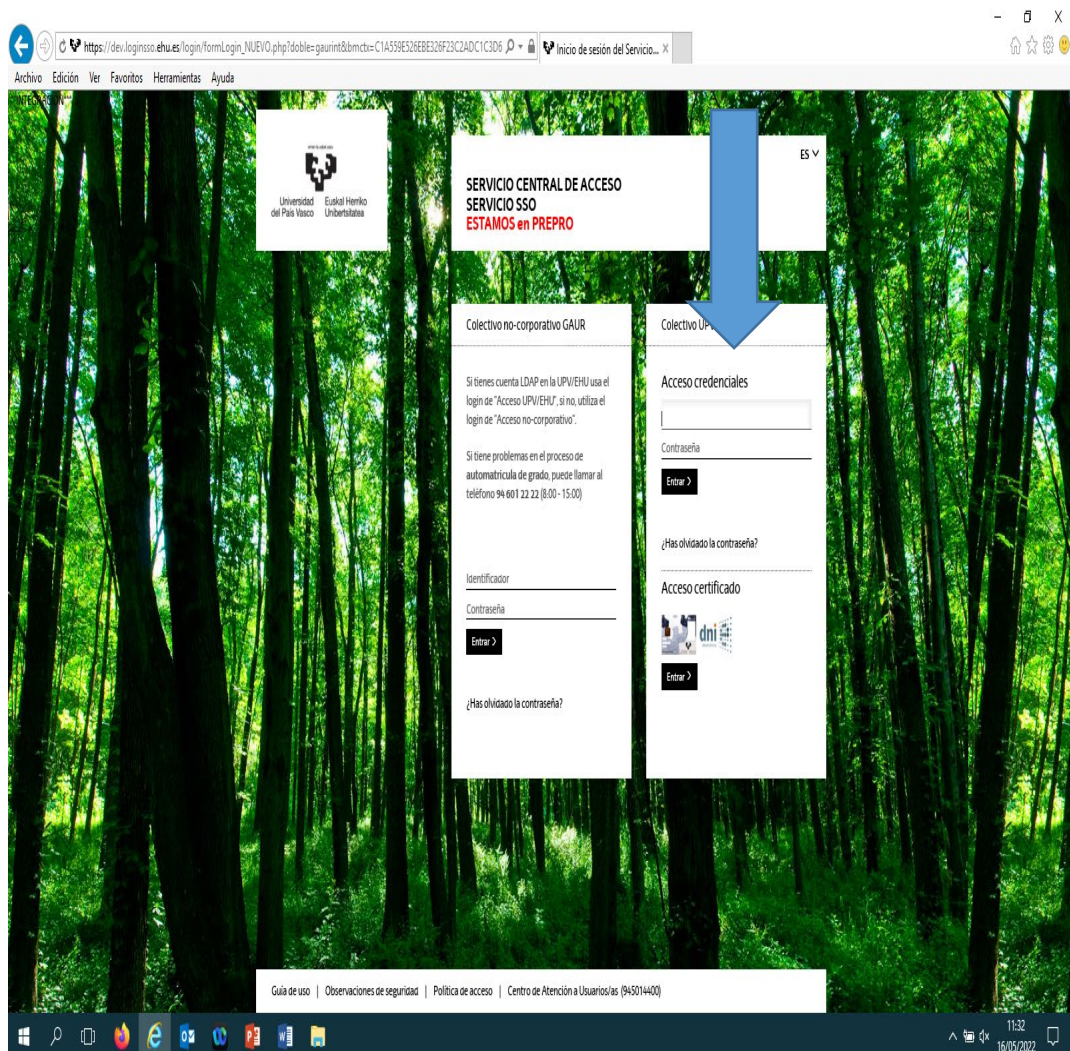 https://dev.loginsso.ehu.es/login/formLogin_NUEVO.php?doble=gaurint&bmctx=C1A559E526EBE326F23C2ADC1C3D6
Inicio de sesión del Servicio...
Archivo Edición Ver Favoritos Herramientas Ayuda
Universidad del País Vasco
Euskal Herriko Unibertsitatea
ES
SERVICIO CENTRAL DE ACCESO
SERVICIO SSO
ESTAMOS en PREPRO
Colectivo no-corporativo GAUR
Si tienes cuenta LDAP en la UPV/EHU usa el
login de "Acceso UPV/EHU", si no, utiliza el
login de "Acceso no-corporativo".
Si tiene problemas en el proceso de
automatricula de grado, puede llamar al
teléfono 94 601 22 22 (8:00 - 15:00)
Identificador
Contraseña
Entrar >
¿Has olvidado la contraseña?
Colectivo
Acceso credenciales
Contraseña
Entrar >
¿Has olvidado la contraseña?
Acceso certificado
dni
Entrar >
Guía de uso | Observaciones de seguridad | Política de acceso | Centro de Atención a Usuarios/as (945014400)
11:32
16/05/2022